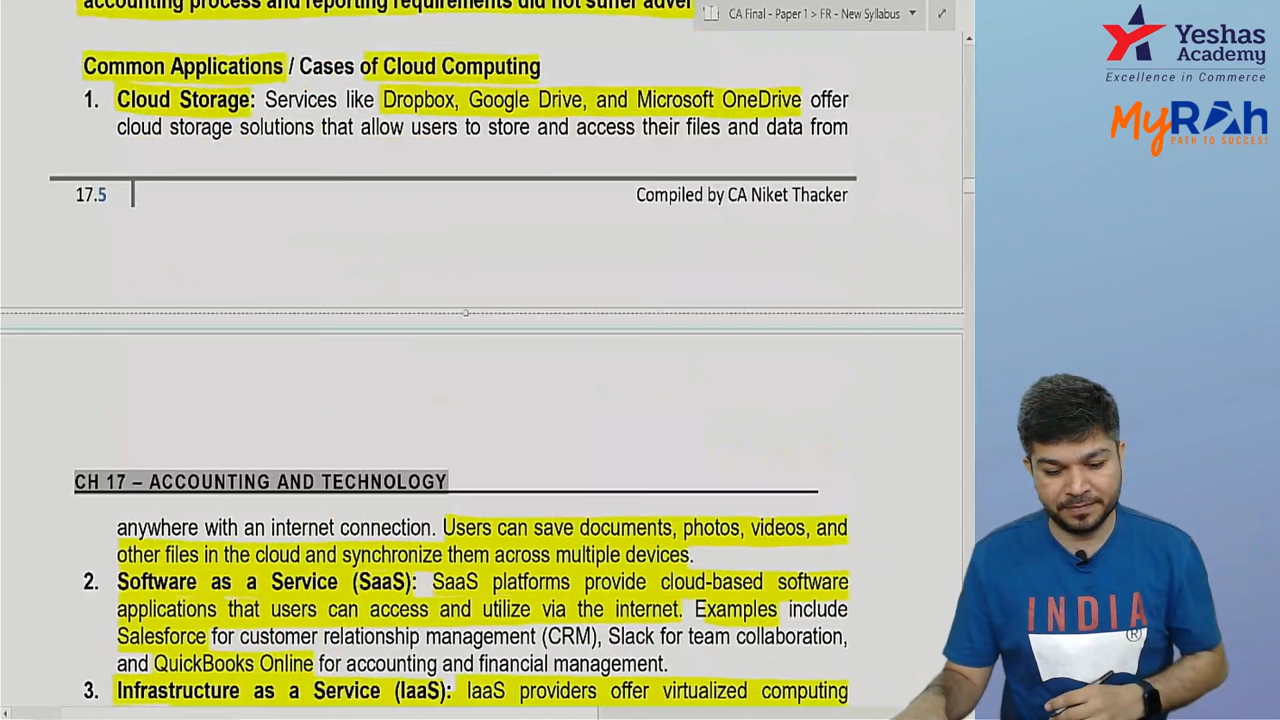 accounting process and reporting requirements did not suffer adver
CA Final - Paper 1 > FR - New Syllabus
Common Applications / Cases of Cloud Computing
1. Cloud Storage: Services like Dropbox, Google Drive, and Microsoft OneDrive offer
cloud storage solutions that allow users to store and access their files and data from
17.5
Compiled by CA Niket Thacker
CH 17 – ACCOUNTING AND TECHNOLOGY
anywhere with an internet connection. Users can save documents, photos, videos, and
other files in the cloud and synchronize them across multiple devices.
2. Software as a Service (SaaS): SaaS platforms provide cloud-based software
applications that users can access and utilize via the internet. Examples include
Salesforce for customer relationship management (CRM), Slack for team collaboration,
and QuickBooks Online for accounting and financial management.
3. Infrastructure as a Service (IaaS): IaaS providers offer virtualized computing
Yeshas
Academy
Excellence in Commerce
MyRAh
PATH TO SUCCESS
INDIA
®